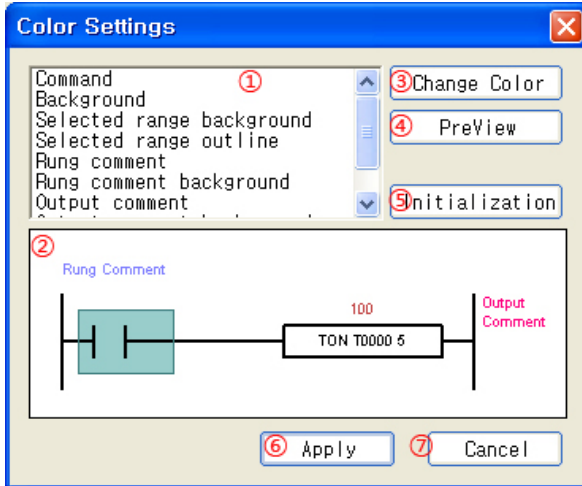 Color Settings
Command
①
Background
Selected range background
Selected range outline
Rung comment
Rung comment background
Output comment
③Change Color
④ PreView
⑤Initialization
②
Rung Comment
100
TON T0000 5
Output
Comment
⑥ Apply
⑦ Cancel